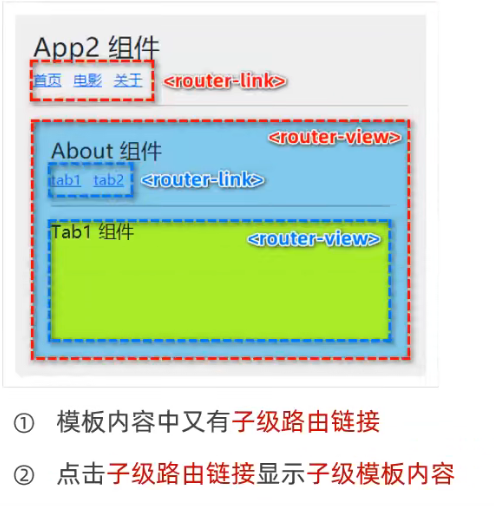 App2 组件
首页 电影 关于 <router-link>
<router-view>
About 组件
tab1 tab2 <router-link>
Tab1 组件
<router-view>
① 模板内容中又有子级路由链接
② 点击子级路由链接显示子级模板内容